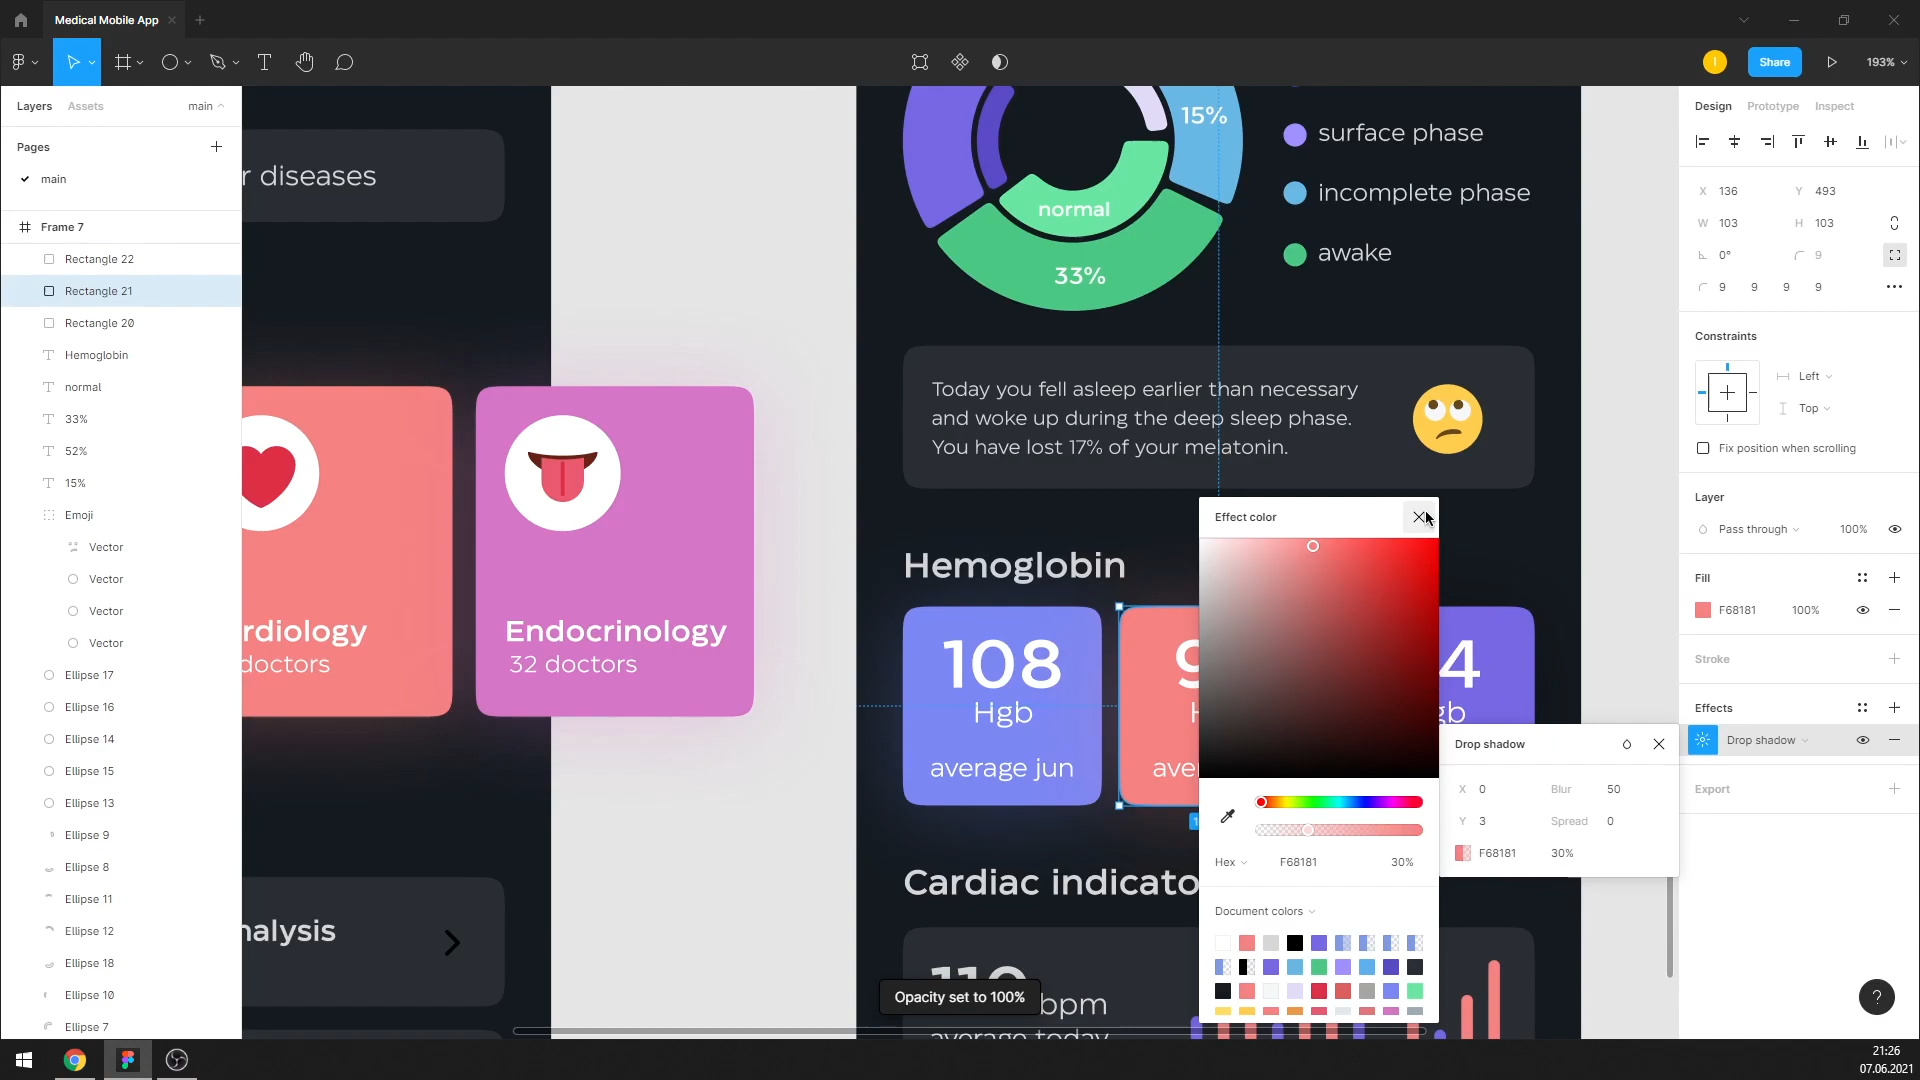 Medical Mobile App
Share
193%
Layers
Assets
main
Pages
main
Frame 7
Rectangle 22
Rectangle 21
Rectangle 20
Hemoglobin
normal
33%
52%
15%
Emoji
Vector
Vector
Vector
Vector
Ellipse 17
Ellipse 16
Ellipse 14
Ellipse 15
Ellipse 13
Ellipse 9
Ellipse 8
Ellipse 11
Ellipse 12
Ellipse 18
Ellipse 10
Ellipse 7
r diseases
rdiology
doctors
Endocrinology
32 doctors
nalysis
15%
normal
33%
surface phase
incomplete phase
awake
Today you fell asleep earlier than necessary
and woke up during the deep sleep phase.
You have lost 17% of your melatonin.
Hemoglobin
108
Hgb
average jun
9
H
ave
4
gb
Cardiac indicato
110
bpm
average today
Opacity set to 100%
Effect color
Hex
F68181
30%
Document colors
Drop shadow
X 0
Blur 50
Y 3
Spread 0
F68181 30%
Design
Prototype
Inspect
X 136
Y 493
W 103
H 103
0°
9
9 9 9 9
Constraints
Left
Top
Fix position when scrolling
Layer
Pass through
100%
Fill
F68181
100%
Stroke
Effects
Drop shadow
Export
?
21:26
07.06.2021